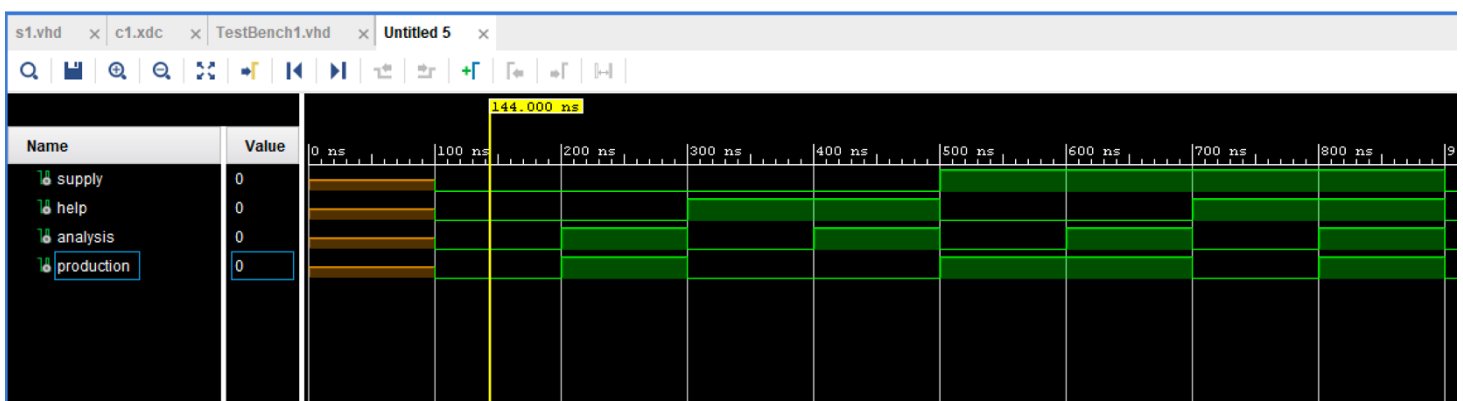 s1.vhd × c1.xdc × TestBench1.vhd × Untitled 5 ×
144.000 ns
Name Value 0 ns 100 ns 200 ns 300 ns 400 ns 500 ns 600 ns 700 ns 800 ns 9
supply 0
help 0
analysis 0
production 0